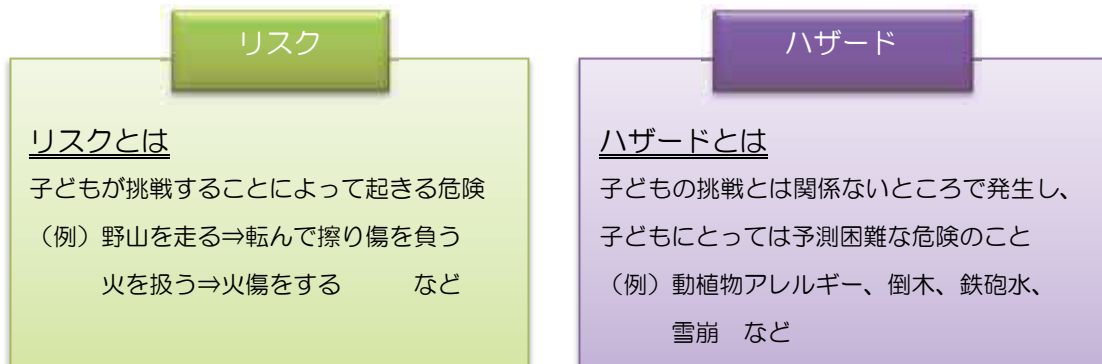 リスク
リスクとは
子どもが挑戦することによって起きる危険
（例）野山を走る⇒転んで擦り傷を負う
火を扱う⇒火傷をする　　　など
ハザード
ハザードとは
子どもの挑戦とは関係ないところで発生し、
子どもにとっては予測困難な危険のこと
（例）動植物アレルギー、倒木、鉄砲水、
雪崩　など